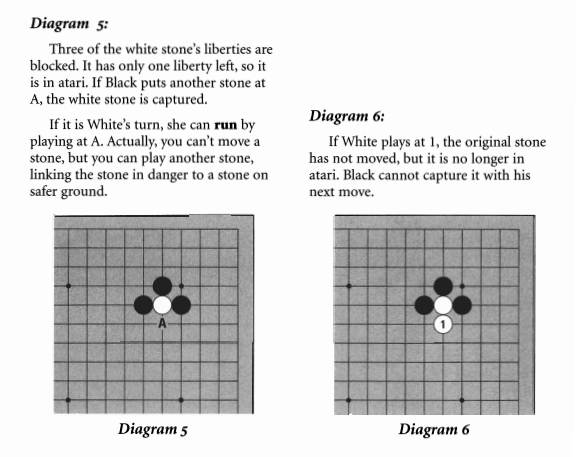 Diagram 5:
Three of the white stone's liberties are
blocked. It has only one liberty left, so it
is in atari. If Black puts another stone at
A, the white stone is captured.
If it is White's turn, she can run by
playing at A. Actually, you can't move a
stone, but you can play another stone,
linking the stone in danger to a stone on
safer ground.
A
Diagram 5
Diagram 6:
If White plays at 1, the original stone
has not moved, but it is no longer in
atari. Black cannot capture it with his
next move.
1
Diagram 6